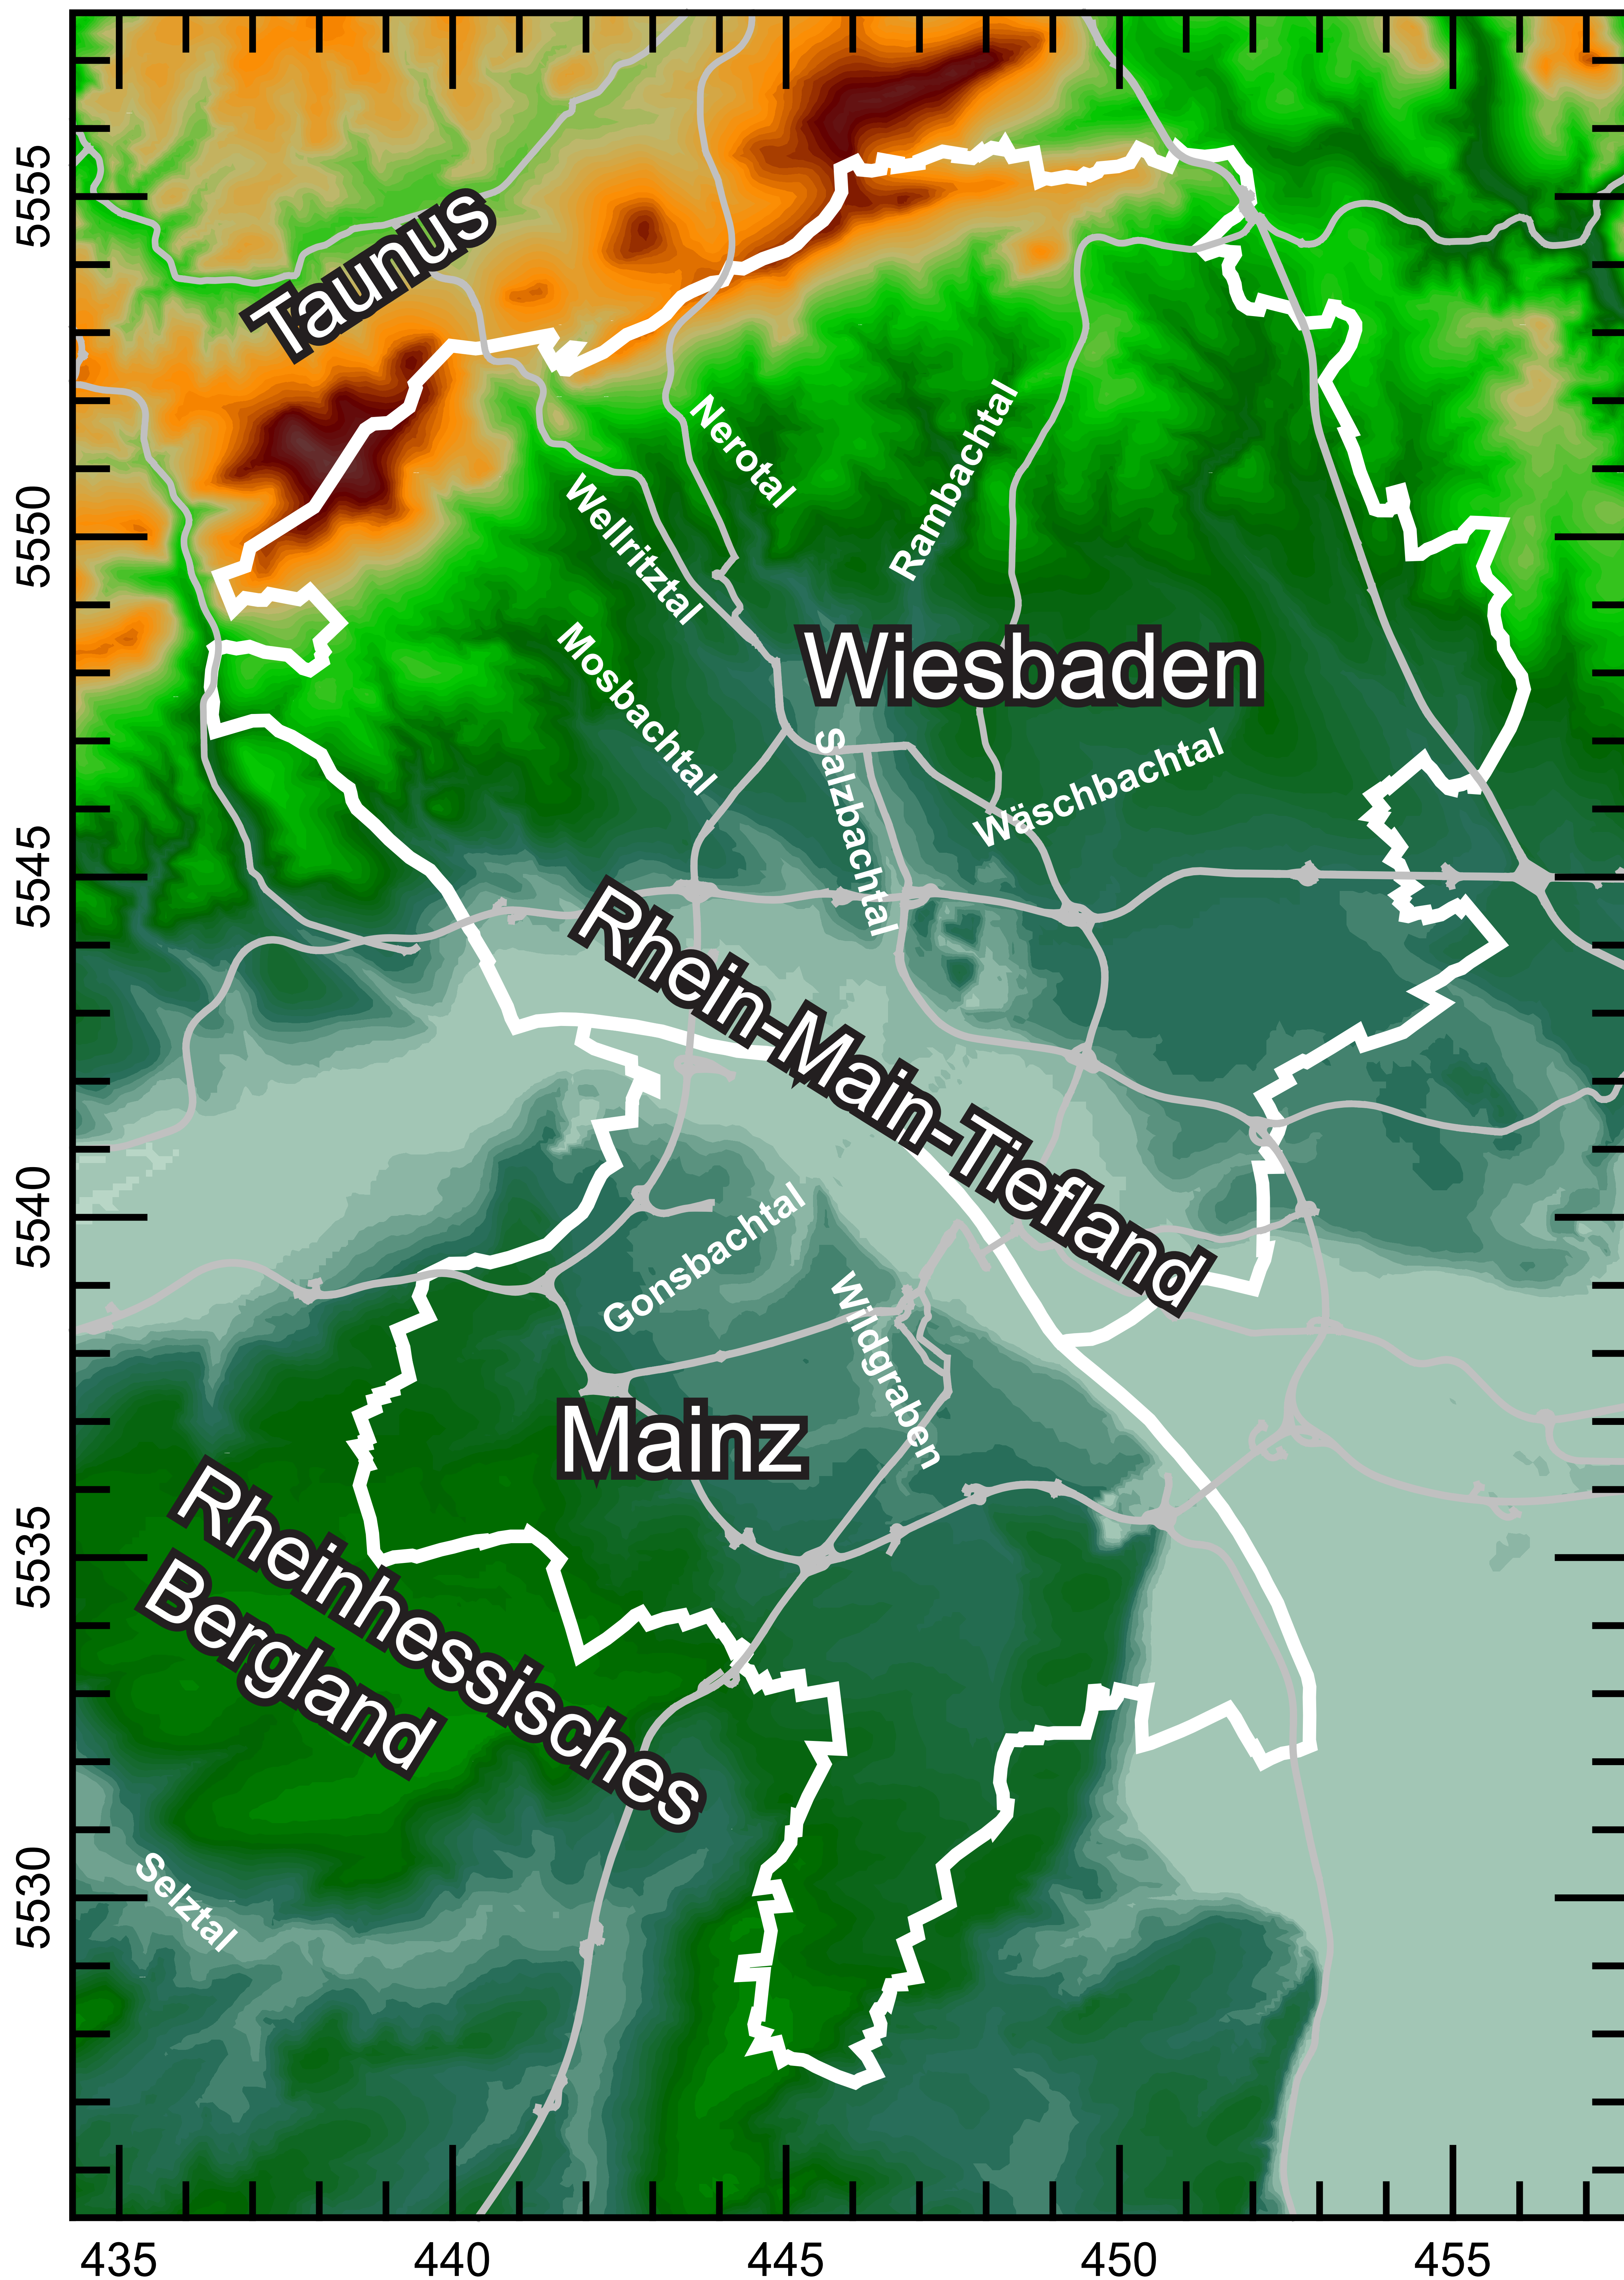 5555
Taunus
Nerotal
Rambachtal
Wellritztal
5550
Mosbachtal
Wiesbaden
Salzbachtal
Wäschbachtal
5545
Rhein-Main-Tiefland
5540
Gonsbachtal
Wildgraben
Mainz
5535
Rheinhessisches
Bergland
5530
Selztal
435 440 445 450 455